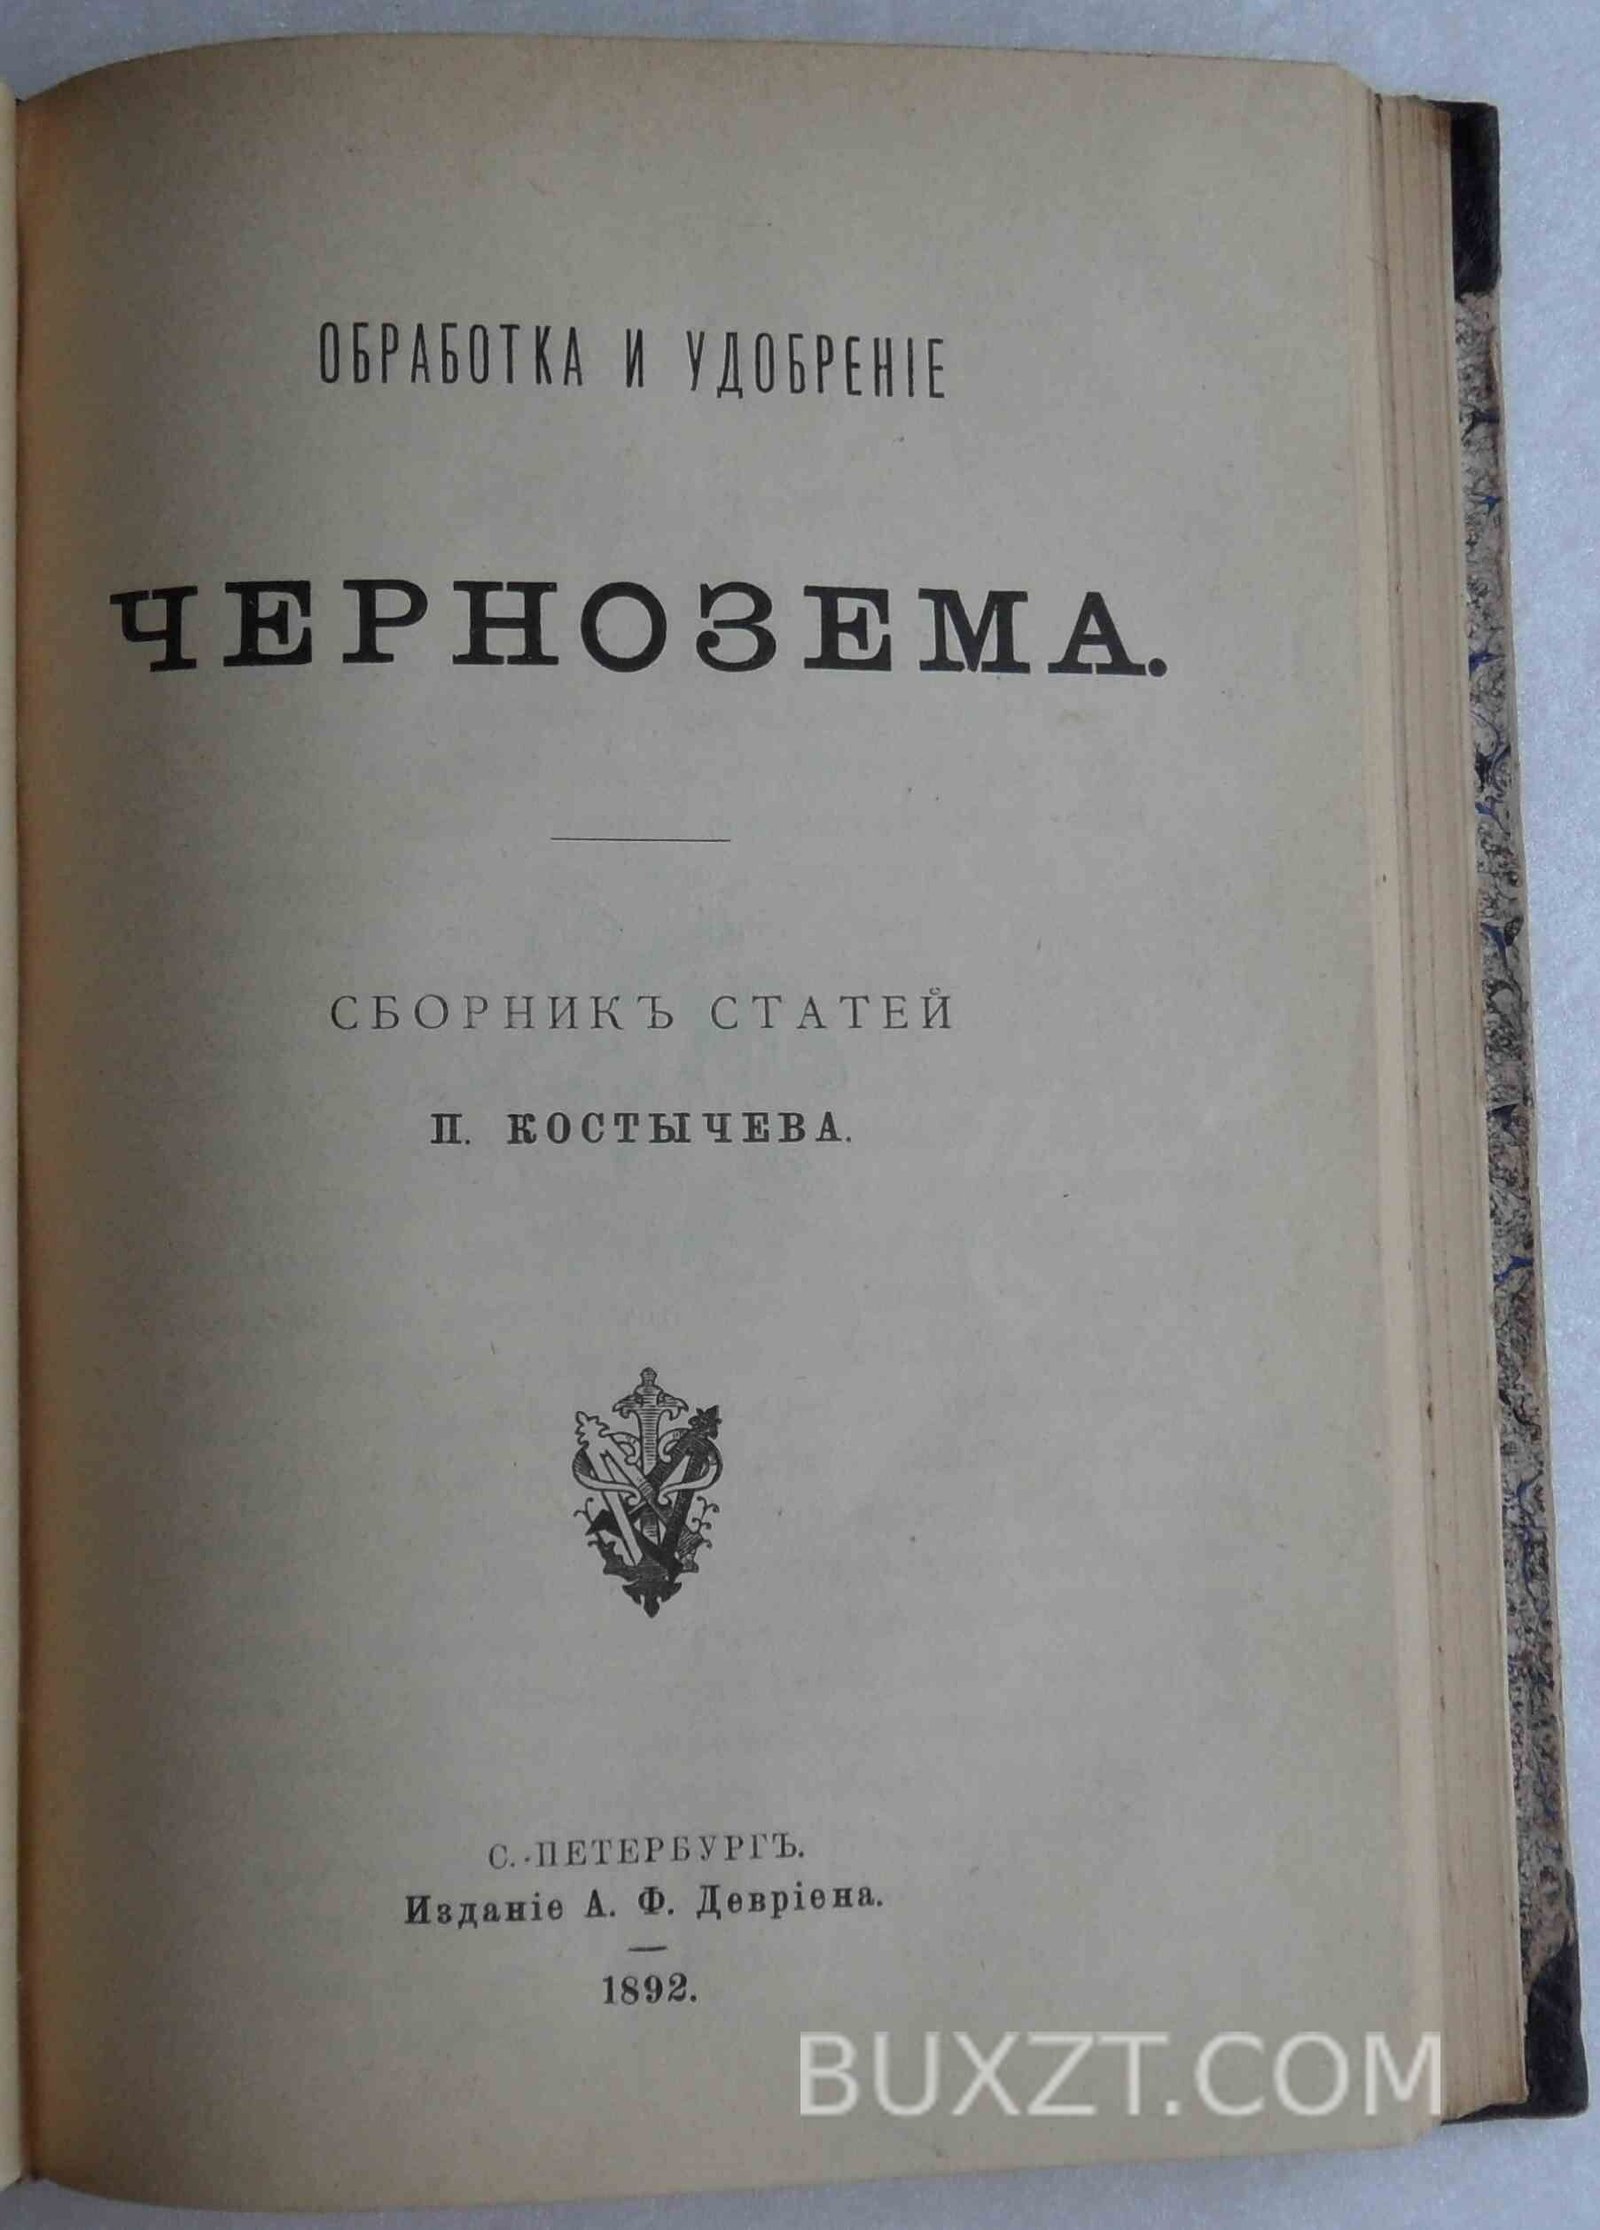 ОБРАБОТКА И УДОБРЕНІЕ
ЧЕРНОЗЕМА.
СБОРНИКЪ СТАТЕЙ
П. КОСТЫЧЕВА.
С.-ПЕТЕРБУРГЪ.
Изданіе А. Ф. Девріена.
1892.
BUXZT.COM